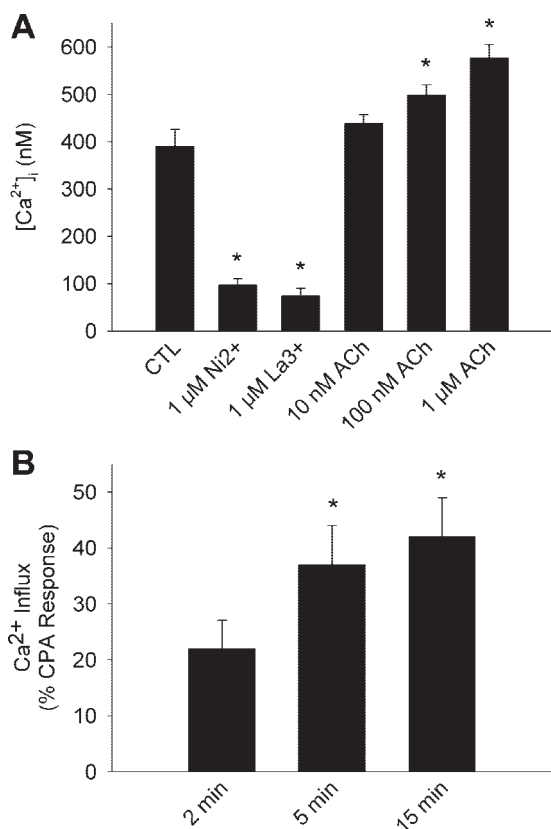 A
[Ca²⁺]ᵢ (nM)
600
500
400
300
200
100
0
*
*
*
*
CTL
1 µM Ni2+
1 µM La3+
10 nM ACh
100 nM ACh
1 µM ACh
B
Ca²⁺ Influx
(% CPA Response)
50
40
30
20
10
0
*
*
2 min
5 min
15 min